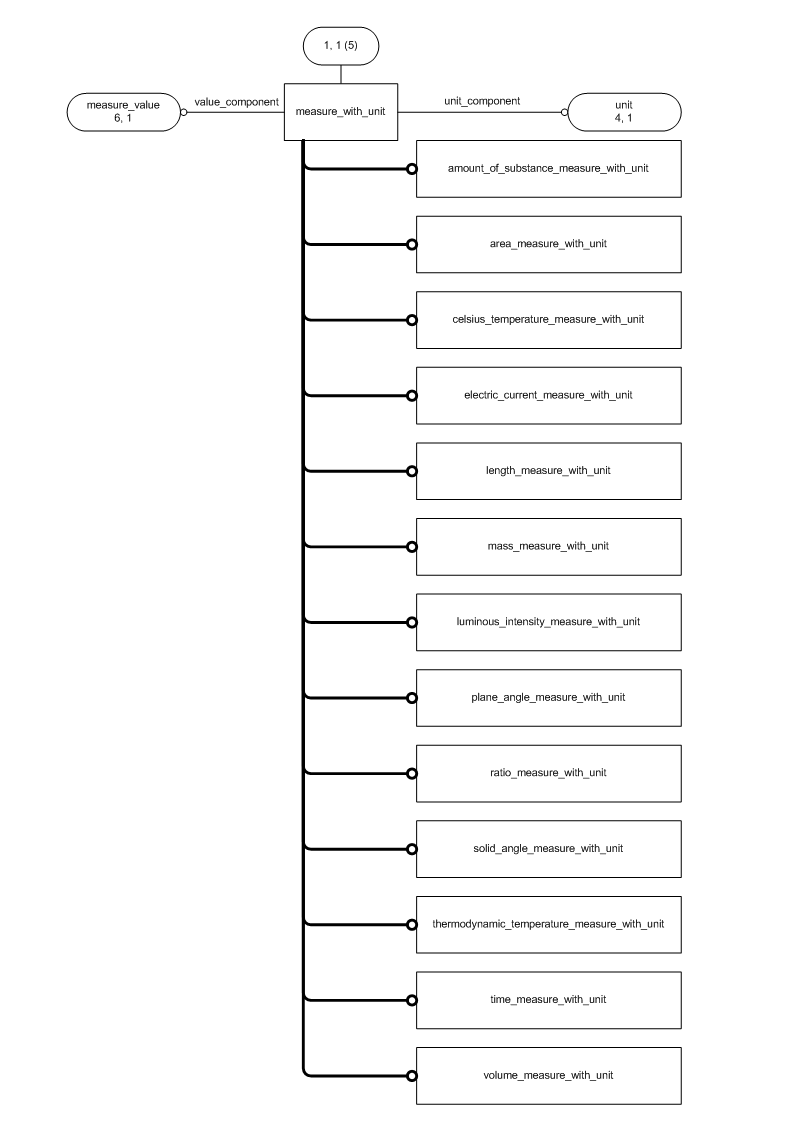 1, 1 (5)
measure_value
6, 1
value_component
measure_with_unit
unit_component
unit
4, 1
amount_of_substance_measure_with_unit
area_measure_with_unit
celsius_temperature_measure_with_unit
electric_current_measure_with_unit
length_measure_with_unit
mass_measure_with_unit
luminous_intensity_measure_with_unit
plane_angle_measure_with_unit
ratio_measure_with_unit
solid_angle_measure_with_unit
thermodynamic_temperature_measure_with_unit
time_measure_with_unit
volume_measure_with_unit